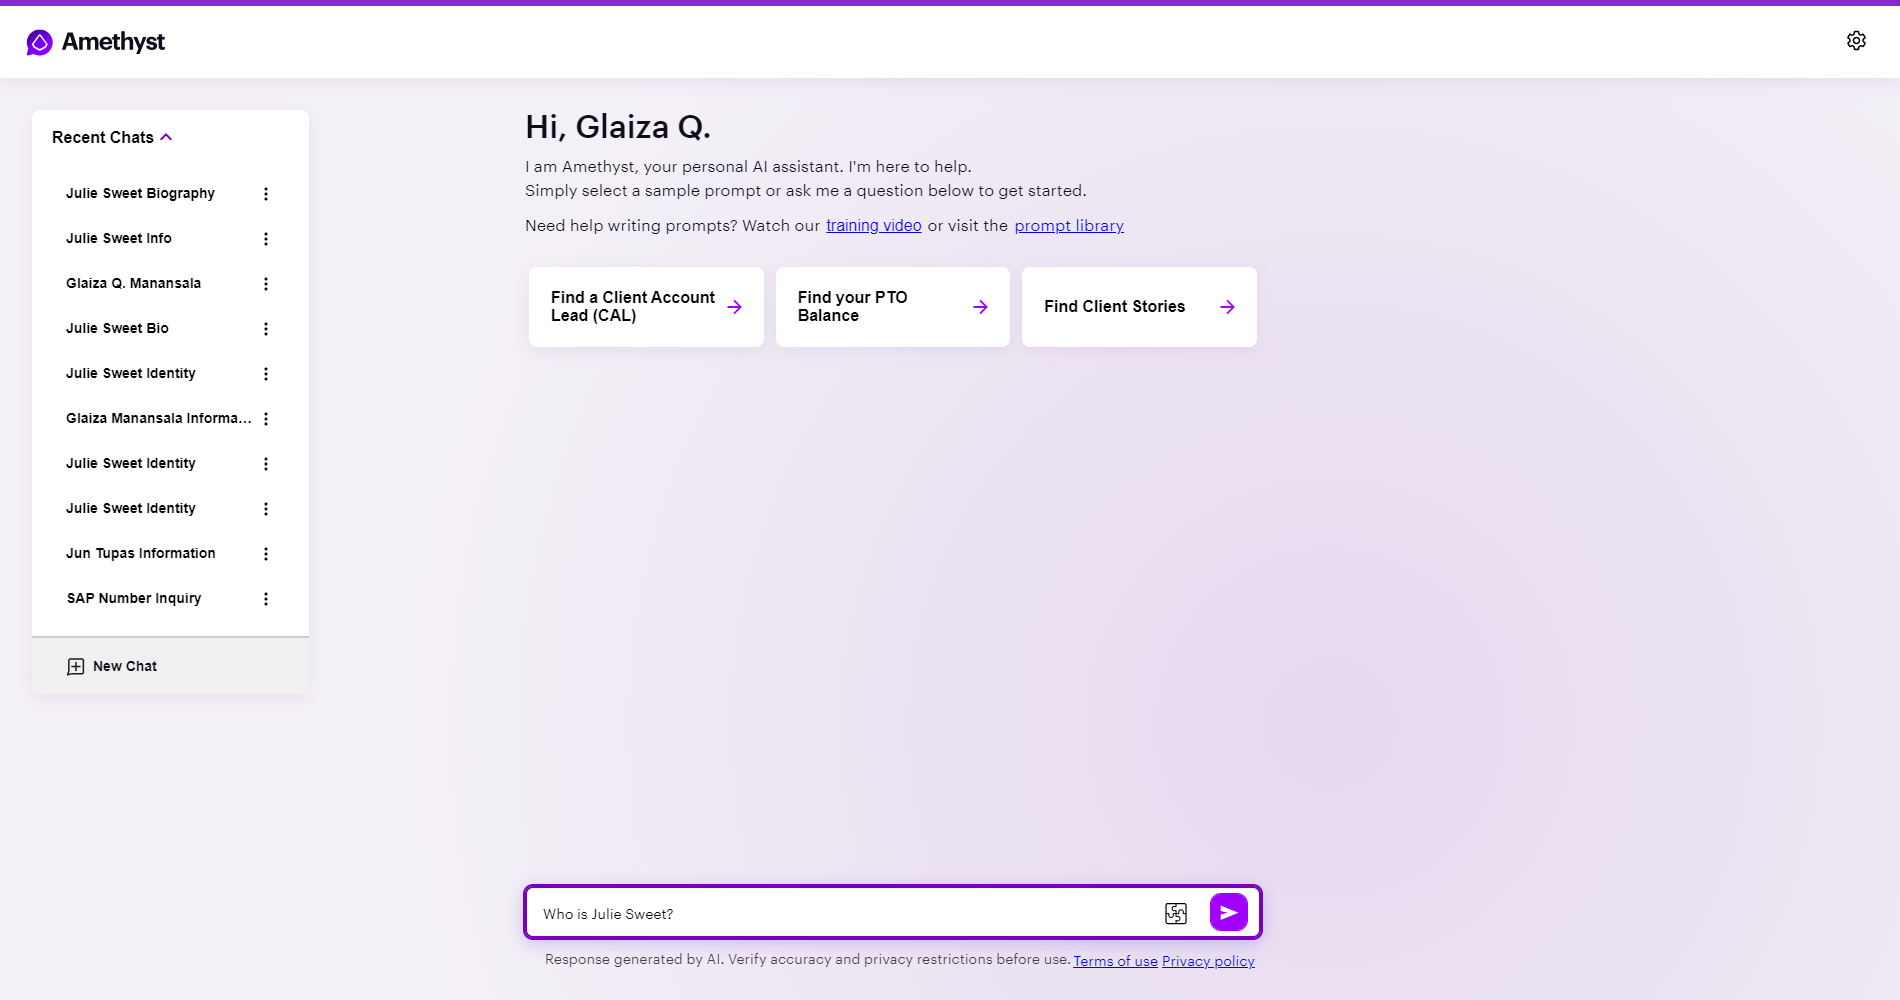 Amethyst
Recent Chats
Julie Sweet Biography
Julie Sweet Info
Glaiza Q. Manansala
Julie Sweet Bio
Julie Sweet Identity
Glaiza Manansala Informa...
Julie Sweet Identity
Julie Sweet Identity
Jun Tupas Information
SAP Number Inquiry
New Chat
Hi, Glaiza Q.
I am Amethyst, your personal AI assistant. I'm here to help.
Simply select a sample prompt or ask me a question below to get started.
Need help writing prompts? Watch our training video or visit the prompt library
Find a Client Account
Lead (CAL)
Find your PTO
Balance
Find Client Stories
Who is Julie Sweet?
Response generated by AI. Verify accuracy and privacy restrictions before use. Terms of use Privacy policy